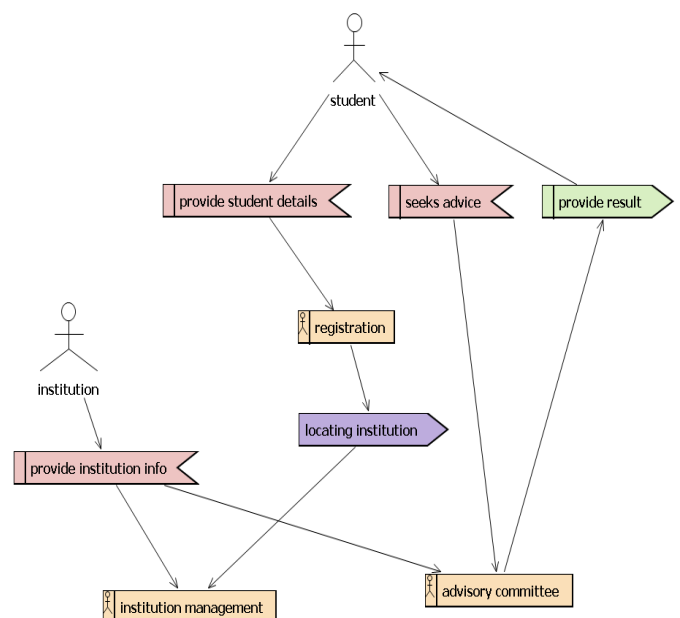 student
provide student details
seeks advice
provide result
registration
institution
locating institution
provide institution info
advisory committee
institution management